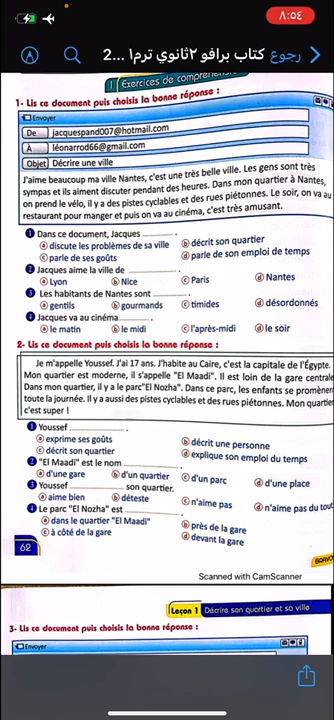 ٨:٥٤
رجوع
كتاب برافو ٢ثانوي ترم١ ...2
I Exercices de compréhens
1- Lis ce document puis choisis la bonne réponse :
Envoyer
De jacquespand007@hotmail.com
À léonarrod66@gmail.com
Objet Décrire une ville
J'aime beaucoup ma ville Nantes, c'est une très belle ville. Les gens sont très
sympas et ils aiment discuter pendant des heures. Dans mon quartier à Nantes,
on prend le vélo, il y a des pistes cyclables et des rues piétonnes. Le soir, on va au
restaurant pour manger et puis on va au cinéma, c'est très amusant.
1 Dans ce document, Jacques ............
a discute les problèmes de sa ville b décrit son quartier
c parle de ses goûts d parle de son emploi de temps
2 Jacques aime la ville de ............
a Lyon b Nice c Paris d Nantes
3 Les habitants de Nantes sont ............
a gentils b gourmands c timides d désordonnés
4 Jacques va au cinéma............
a le matin b le midi c l'après-midi d le soir
2- Lis ce document puis choisis la bonne réponse :
Je m'appelle Youssef. J'ai 17 ans. J'habite au Caire, c'est la capitale de l'Égypte.
Mon quartier est moderne, il s'appelle "El Maadi". Il est loin de la gare centrale
Dans mon quartier, il y a le parc"El Nozha". Dans ce parc, les enfants se promènen
toute la journée. Il y a aussi des pistes cyclables et des rues piétonnes. Mon quartier
c'est super !
1 Youssef ............
a exprime ses goûts b décrit une personne
c décrit son quartier d explique son emploi du temps
2 "El Maadi" est le nom ............
a d'une gare b d'un quartier c d'un parc d d'une place
3 Youssef ............ son quartier.
a aime bien b déteste c n'aime pas d n'aime pas du tout
4 Le parc "El Nozha" est ............
a dans le quartier "El Maadi" b près de la gare
c à côté de la gare d devant la gare
62
BRAVO
Scanned with CamScanner
Leçon 1 Décrire son quartier et sa ville
3- Lis ce document puis choisis la bonne réponse :
Envoyer